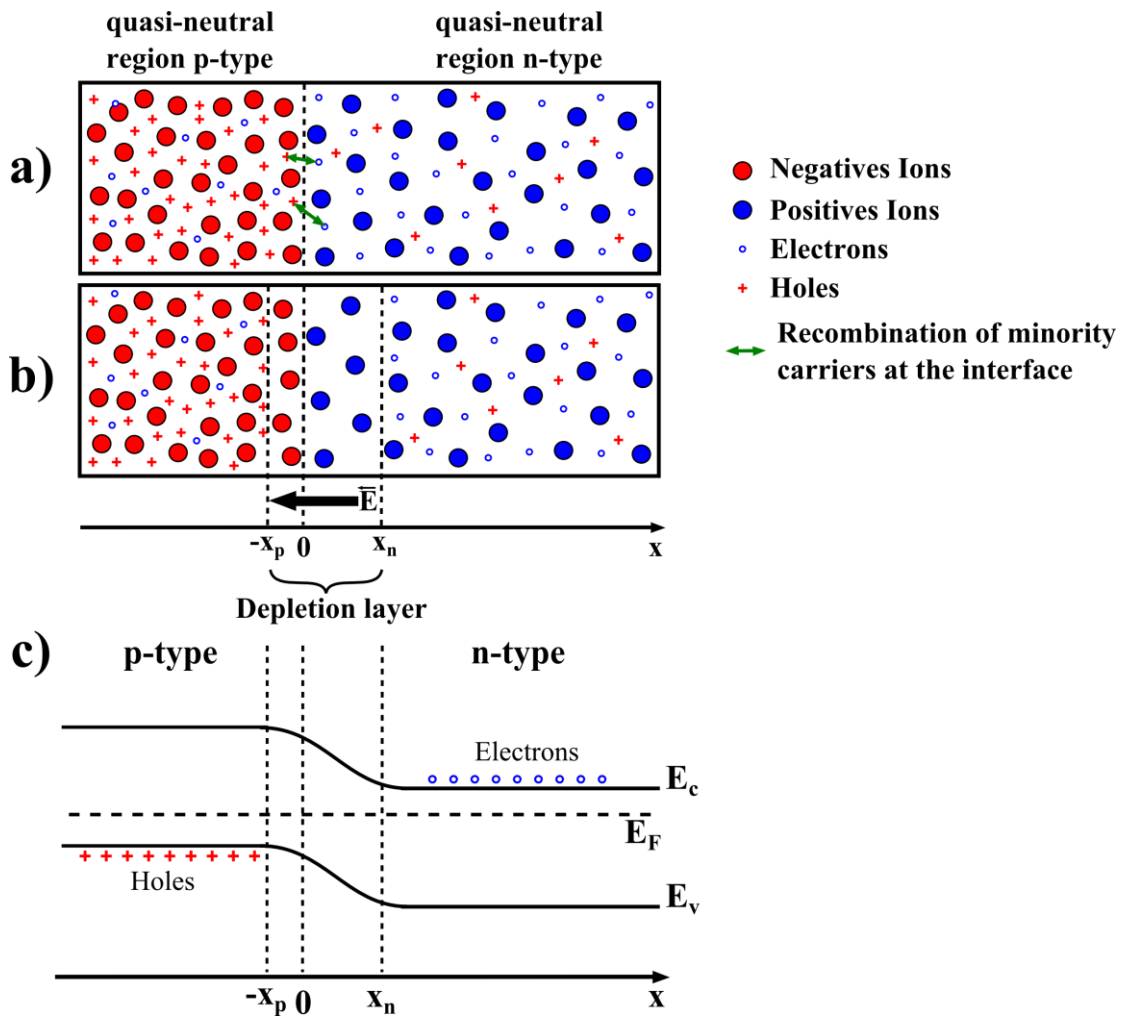 quasi-neutral
region p-type
quasi-neutral
region n-type
a)
Negatives Ions
Positives Ions
Electrons
Holes
Recombination of minority
carriers at the interface
b)
E
-xp 0 xn x
Depletion layer
c)
p-type n-type
Electrons
Ec
EF
Holes
Ev
-xp 0 xn x